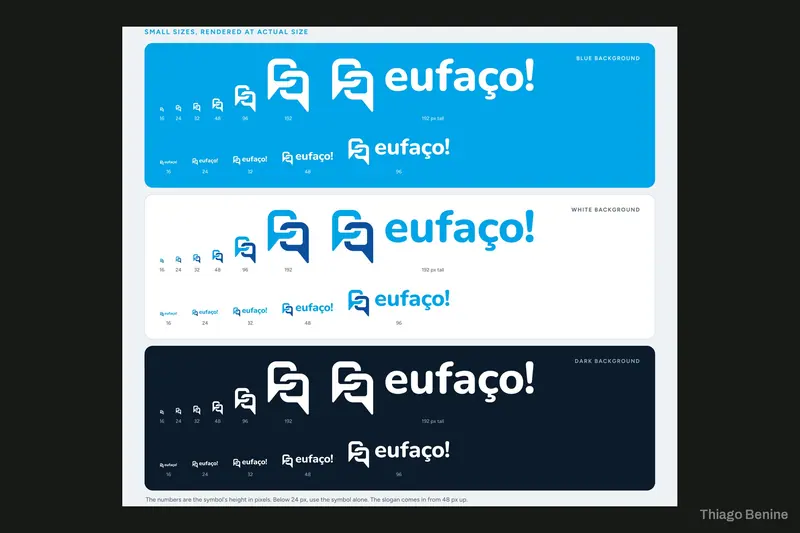 SMALL SIZES, RENDERED AT ACTUAL SIZE
BLUE BACKGROUND
eufaço!
16 24 32 48 96 192 192 px tall
eufaço! eufaço! eufaço! eufaço! eufaço!
16 24 32 48 96
WHITE BACKGROUND
eufaço!
16 24 32 48 96 192 192 px tall
eufaço! eufaço! eufaço! eufaço! eufaço!
16 24 32 48 96
DARK BACKGROUND
eufaço!
16 24 32 48 96 192 192 px tall
eufaço! eufaço! eufaço! eufaço! eufaço!
16 24 32 48 96
The numbers are the symbol's height in pixels. Below 24 px, use the symbol alone. The slogan comes in from 48 px up.
Thiago Benine